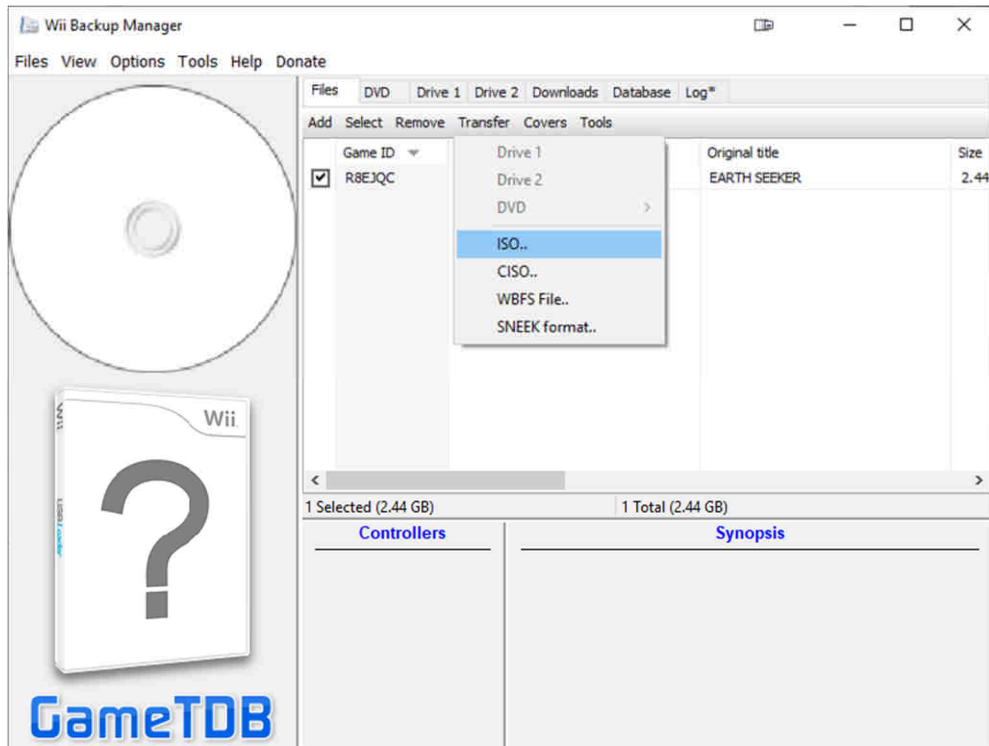 Wii Backup Manager
Files View Options Tools Help Donate
Files DVD Drive 1 Drive 2 Downloads Database Log*
Add Select Remove Transfer Covers Tools
Game ID Original title Size
R8EJQC EARTH SEEKER 2.44
Drive 1
Drive 2
DVD
ISO..
CISO..
WBFS File..
SNEEK format..
Wii
Wii.
USBLoader
?
GameTDB
1 Selected (2.44 GB) 1 Total (2.44 GB)
Controllers Synopsis